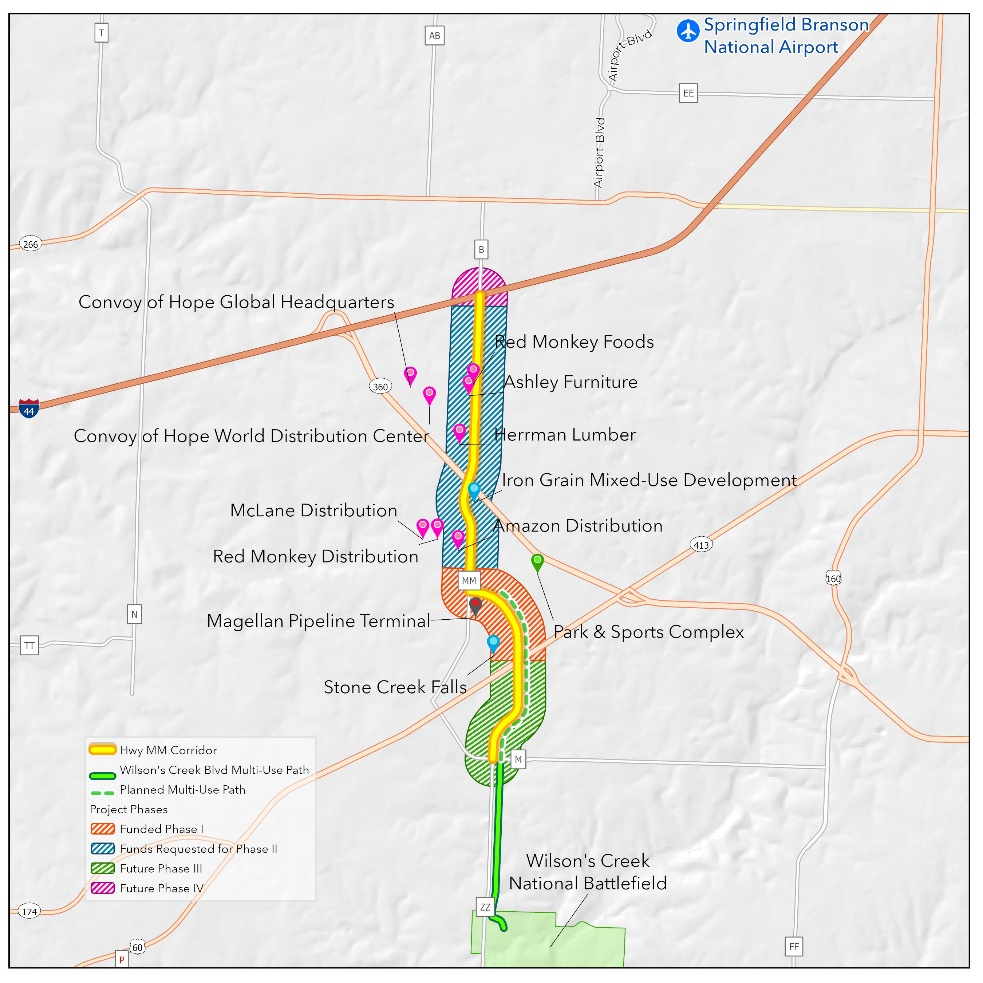 Springfield Branson
National Airport
T
AB
Airport Blvd
EE
Airport Blvd
266
B
Convoy of Hope Global Headquarters
Red Monkey Foods
360
Ashley Furniture
44
Convoy of Hope World Distribution Center
Herrman Lumber
Iron Grain Mixed-Use Development
McLane Distribution
Amazon Distribution
Red Monkey Distribution
413
160
MM
N
Magellan Pipeline Terminal
Park & Sports Complex
TT
Stone Creek Falls
M
Hwy MM Corridor
Wilson's Creek Blvd Multi-Use Path
Planned Multi-Use Path
Project Phases
Funded Phase I
Funds Requested for Phase II
Future Phase III
Future Phase IV
Wilson's Creek
National Battlefield
ZZ
174
60
P
FF